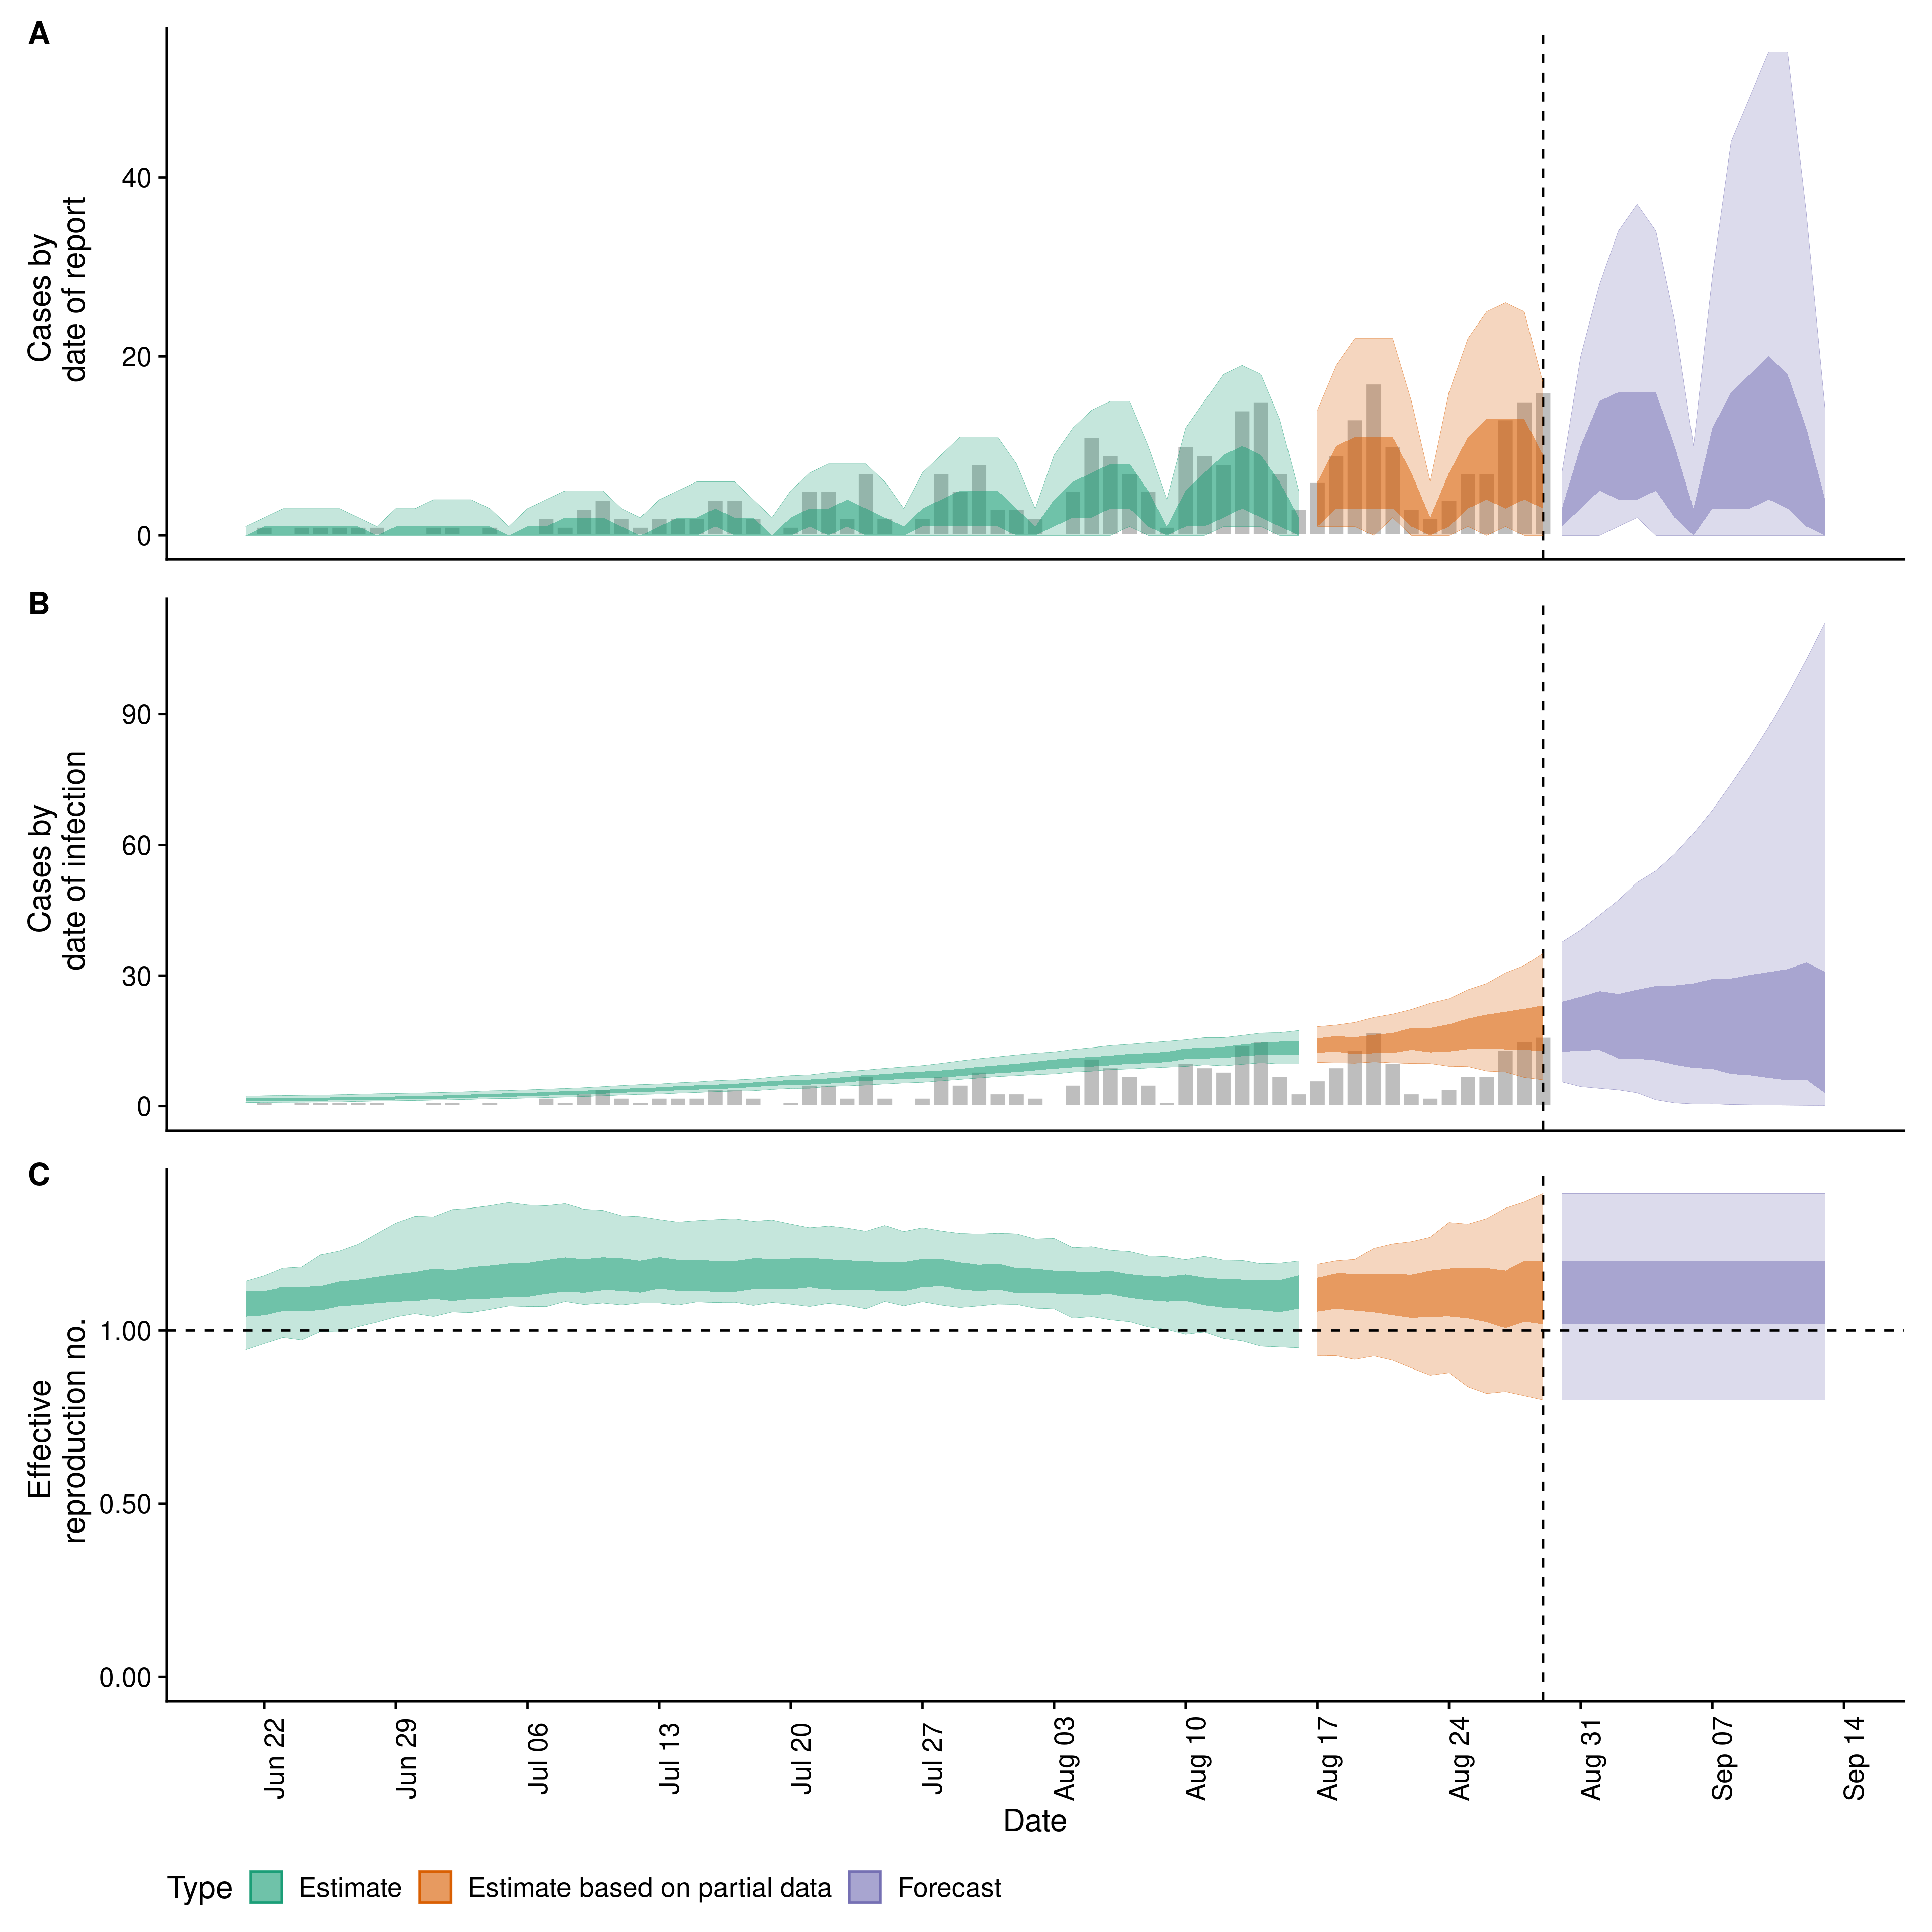 A
Cases by
date of report
40
20
0
B
Cases by
date of infection
90
60
30
0
C
Effective
reproduction no.
1.00
0.50
0.00
Jun 22
Jun 29
Jul 06
Jul 13
Jul 20
Jul 27
Aug 03
Aug 10
Aug 17
Aug 24
Aug 31
Sep 07
Sep 14
Date
Type Estimate Estimate based on partial data Forecast